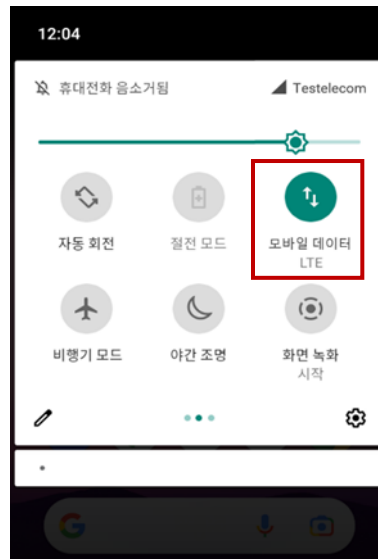 12:04
휴대전화 음소거됨
Testelecom
자동 회전
절전 모드
모바일 데이터
LTE
비행기 모드
야간 조명
화면 녹화
시작
G